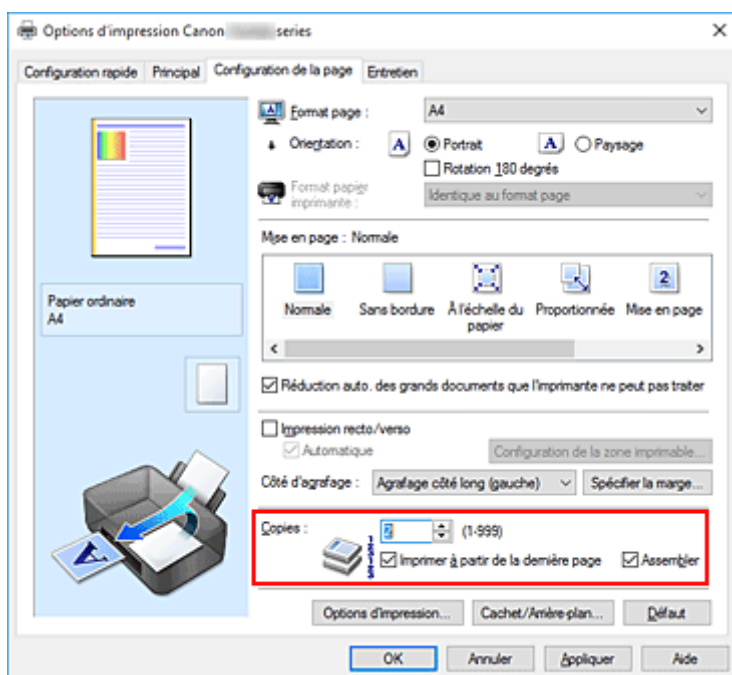 Options d'impression Canon series
Configuration rapide Principal Configuration de la page Entretien
Format page : A4
Orientation : A Portrait A Paysage
Rotation 180 degrés
Format papier imprimante : Identique au format page
Mise en page : Normale
Normale Sans bordure À l'échelle du papier Proportionnée 2 Mise en page
Papier ordinaire
A4
Réduction auto. des grands documents que l'imprimante ne peut pas traiter
Impression recto/verso
Automatique Configuration de la zone imprimable...
Côté d'agrafage : Agrafage côté long (gauche) Spécifier la marge...
Copies : 2 (1-999)
Imprimer à partir de la dernière page Assembler
A
Options d'impression... Cachet/Arrière-plan... Défaut
OK Annuler Appliquer Aide